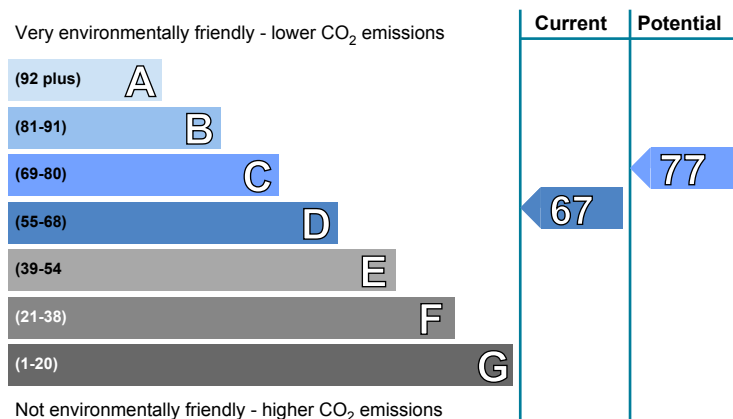 Very environmentally friendly - lower CO2 emissions
Current
Potential
(92 plus) A
(81-91) B
(69-80) C
77
(55-68) D
67
(39-54 E
(21-38) F
(1-20) G
Not environmentally friendly - higher CO2 emissions